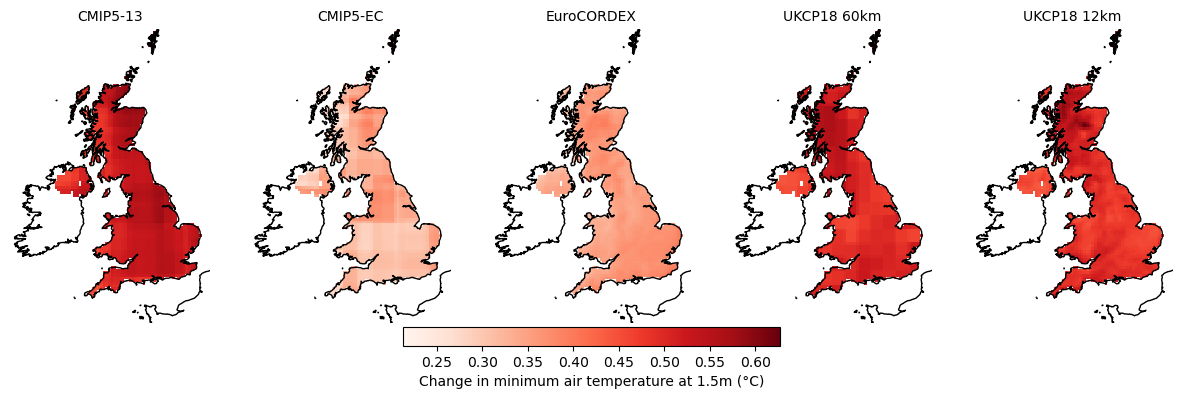 CMIP5-13 CMIP5-EC EuroCORDEX UKCP18 60km UKCP18 12km
0.25 0.30 0.35 0.40 0.45 0.50 0.55 0.60
Change in minimum air temperature at 1.5m (°C)